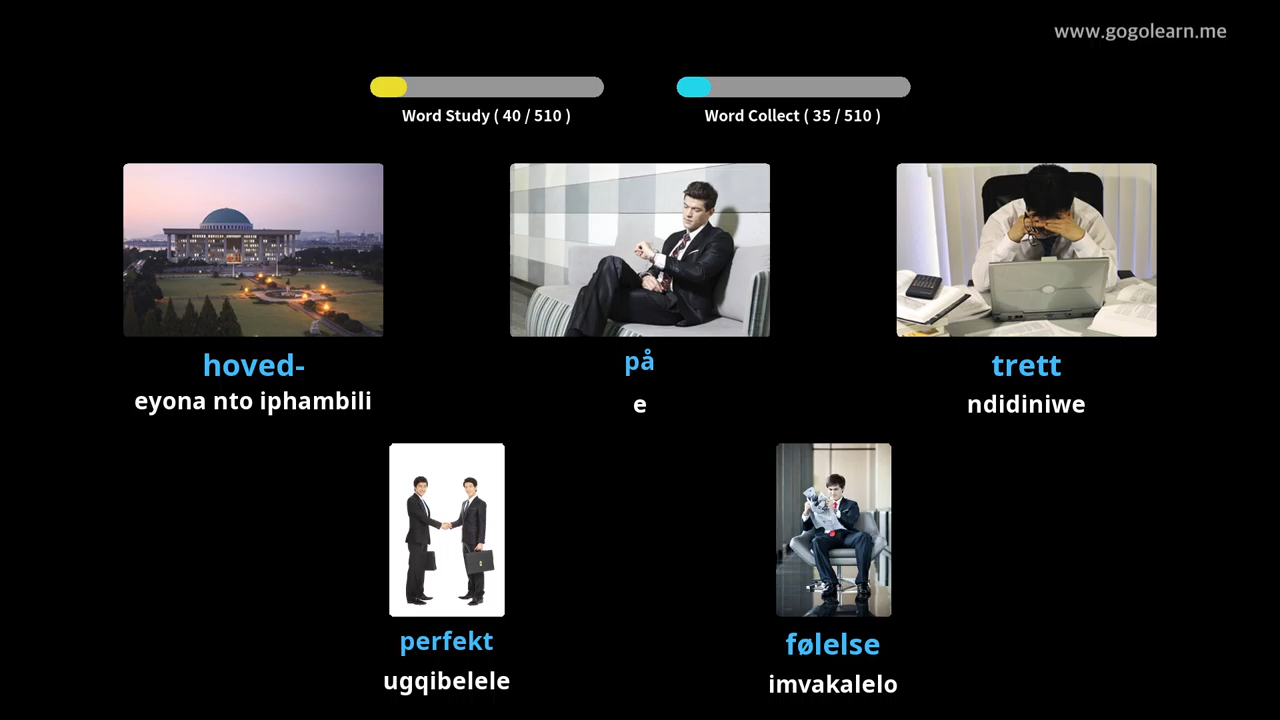 www.gogolearn.me
Word Study ( 40 / 510 )
Word Collect ( 35 / 510 )
hoved-
eyona nto iphambili
på
e
trett
ndidiniwe
perfekt
ugqibelele
følelse
imvakalelo